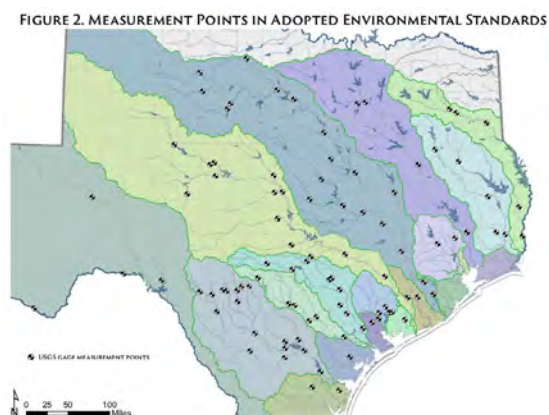 FIGURE 2. MEASUREMENT POINTS IN ADOPTED ENVIRONMENTAL STANDARDS
USGS GAGE MEASUREMENT POINTS
N
0 25 50 100
Miles